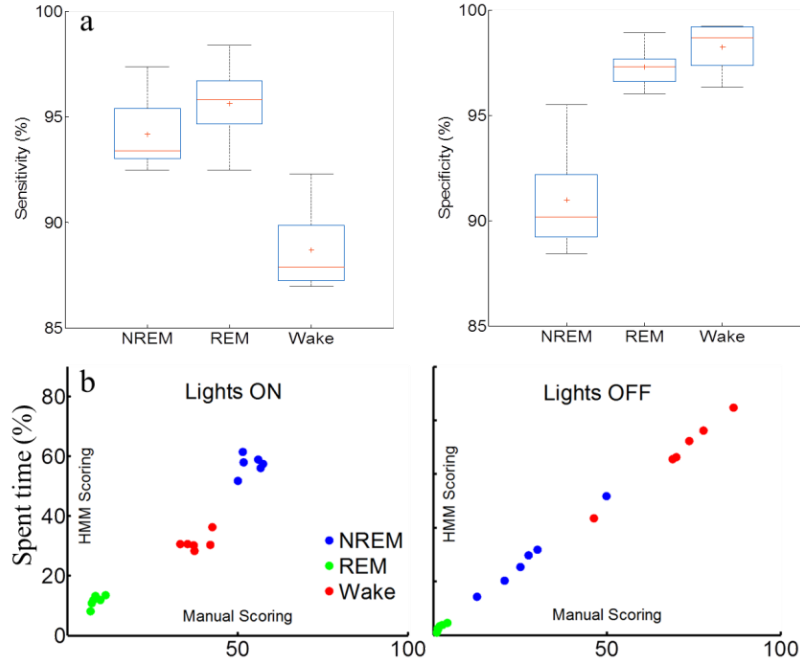 a
100
95
90
85
Sensitivity (%)
NREM
REM
Wake
100
95
90
85
Specificity (%)
NREM
REM
Wake
b
Lights ON
80
60
40
20
0
Spent time (%)
HMM Scoring
NREM
REM
Wake
Manual Scoring
50
100
Lights OFF
HMM Scoring
Manual Scoring
50
100